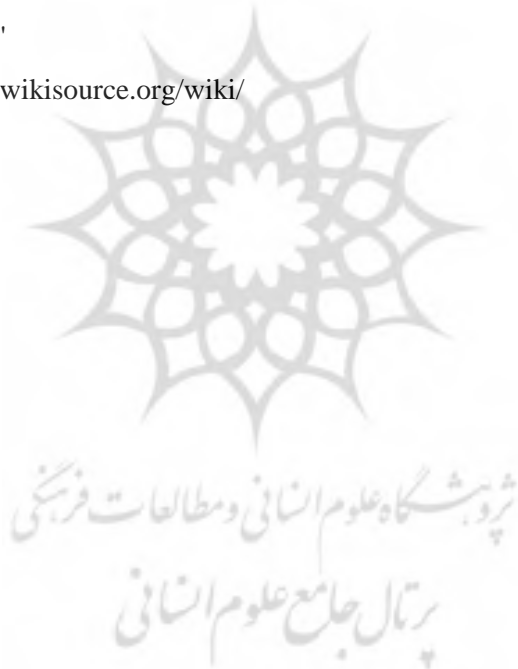 '
wikisource.org/wiki/
پژوهشگاه علوم انسانی و مطالعات فرهنگی
پرتال جامع علوم انسانی